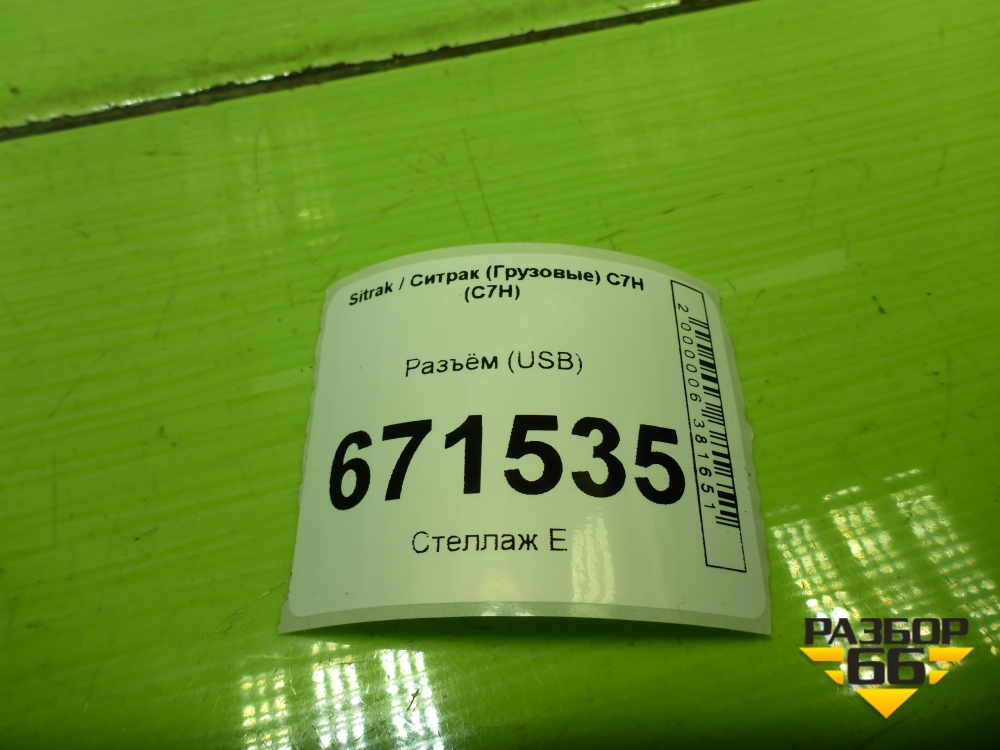 Sitrak / Ситрак (Грузовые) C7H
(C7H)
Разъём (USB)
671535
Стеллаж Е
2000006381651
РАЗБОР
66